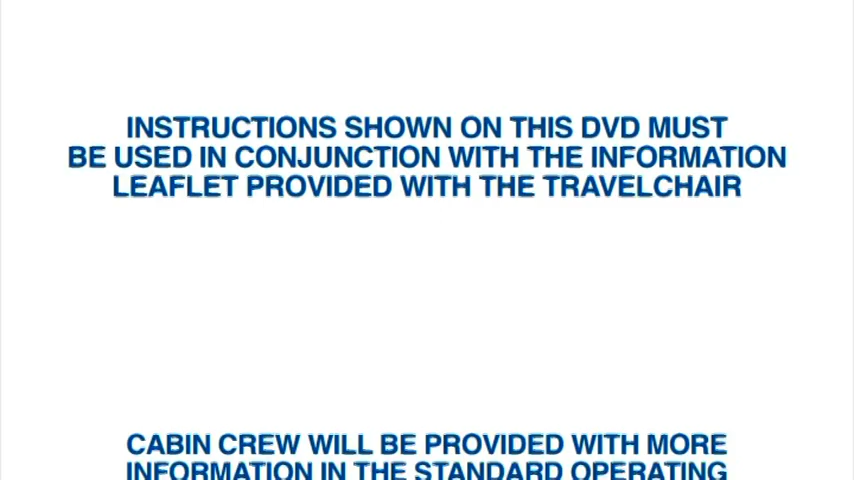 INSTRUCTIONS SHOWN ON THIS DVD MUST
BE USED IN CONJUNCTION WITH THE INFORMATION
LEAFLET PROVIDED WITH THE TRAVELCHAIR
CABIN CREW WILL BE PROVIDED WITH MORE
INFORMATION IN THE STANDARD OPERATING